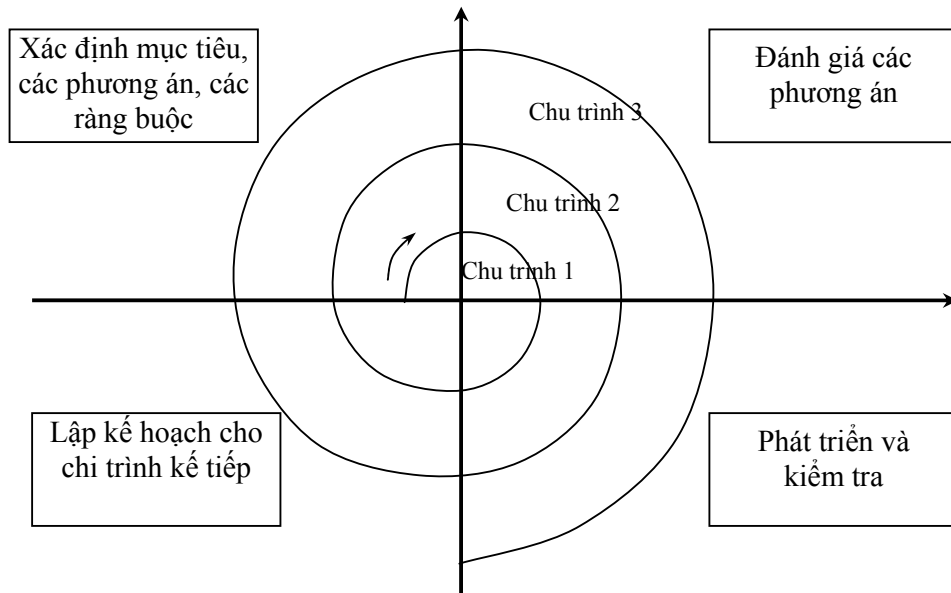 Xác định mục tiêu,
các phương án, các
ràng buộc
Đánh giá các
phương án
Chu trình 3
Chu trình 2
Chu trình 1
Lập kế hoạch cho
chi trình kế tiếp
Phát triển và
kiểm tra